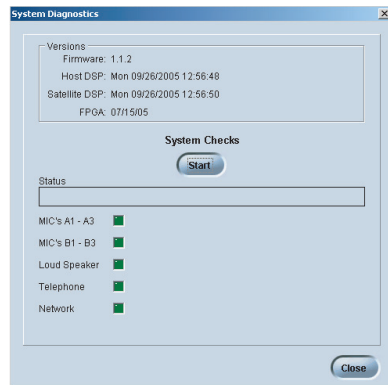 System Diagnostics
Versions
Firmware: 1.1.2
Host DSP: Mon 09/26/2005 12:56:48
Satellite DSP: Mon 09/26/2005 12:56:50
FPGA: 07/15/05
System Checks
Start
Status
MIC's A1 - A3
MIC's B1 - B3
Loud Speaker
Telephone
Network
Close